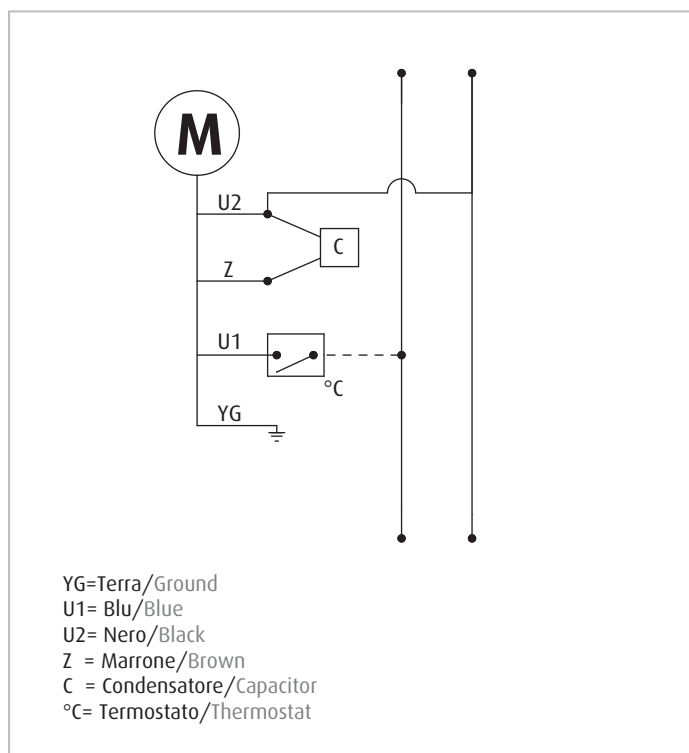 M
U2
C
Z
U1
°C
YG
YG=Terra/Ground
U1= Blu/Blue
U2= Nero/Black
Z = Marrone/Brown
C = Condensatore/Capacitor
°C= Termostato/Thermostat